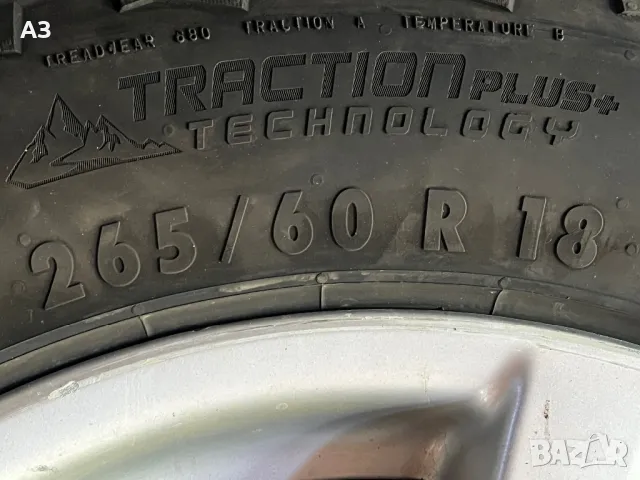 A3
TREADWEAR 680 TRACTION A TEMPERATURE B
TRACTION PLUS+
TECHNOLOGY
265/60 R 18
BAZAR